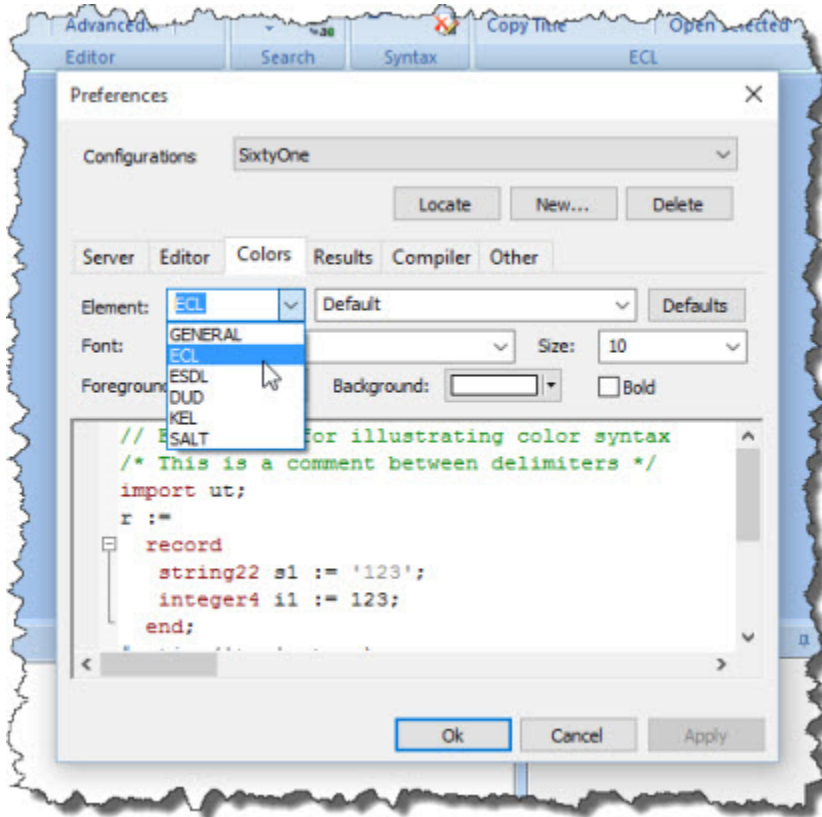 Advanced... Copy Title Open Selected
Editor Search Syntax ECL
Preferences
Configurations SixtyOne
Locate New... Delete
Server Editor Colors Results Compiler Other
Element: ECL Default Defaults
Font: Size: 10
Foreground Background: Bold
GENERAL
ECL
ESDL
DUD
KEL
SALT
// for illustrating color syntax
/* This is a comment between delimiters */
import ut;
r :=
record
string22 s1 := '123';
integer4 i1 := 123;
end;
Ok Cancel Apply